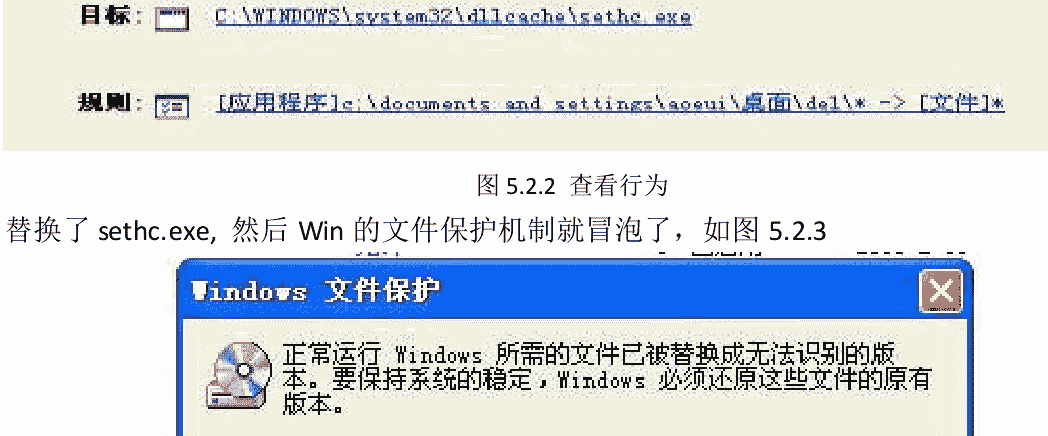 目标: C:\WINDOWS\system32\dllcache\sethc.exe
规则: [应用程序]c:\documents and settings\aoeui\桌面\del\* -> [文件]*
图 5.2.2 查看行为
替换了 sethc.exe, 然后 Win 的文件保护机制就冒泡了，如图 5.2.3
Windows 文件保护
正常运行 Windows 所需的文件已被替换成无法识别的版
本。要保持系统的稳定，Windows 必须还原这些文件的原有
版本。